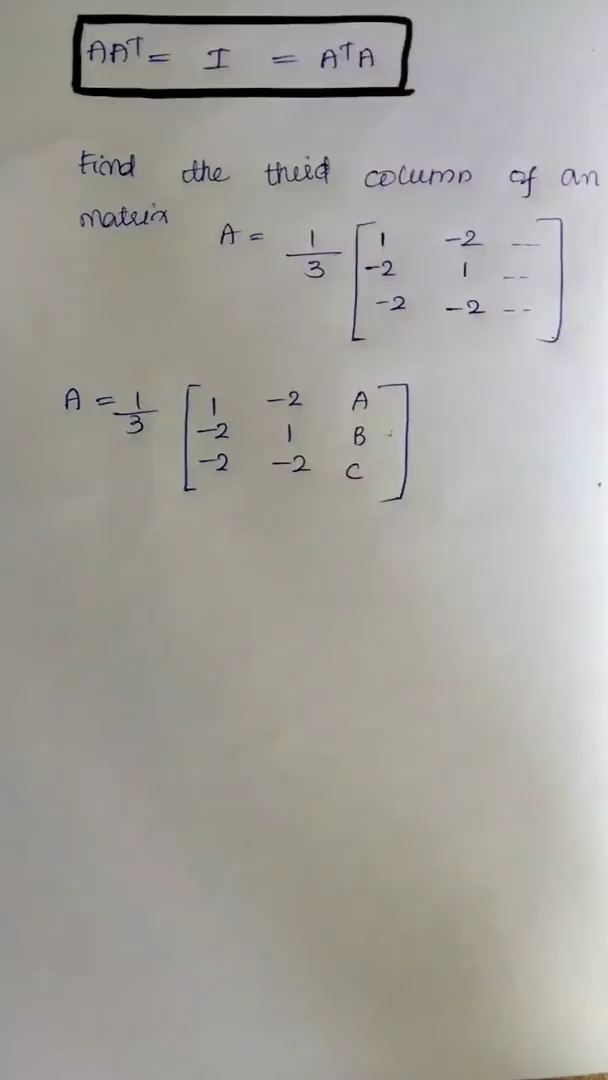 AAᵀ = I = AᵀA
Find the third column of an
matrix
A = 1/3 [ 1 -2 --
-2 1 --
-2 -2 -- ]
A = 1/3 [ 1 -2 A
-2 1 B
-2 -2 C ]